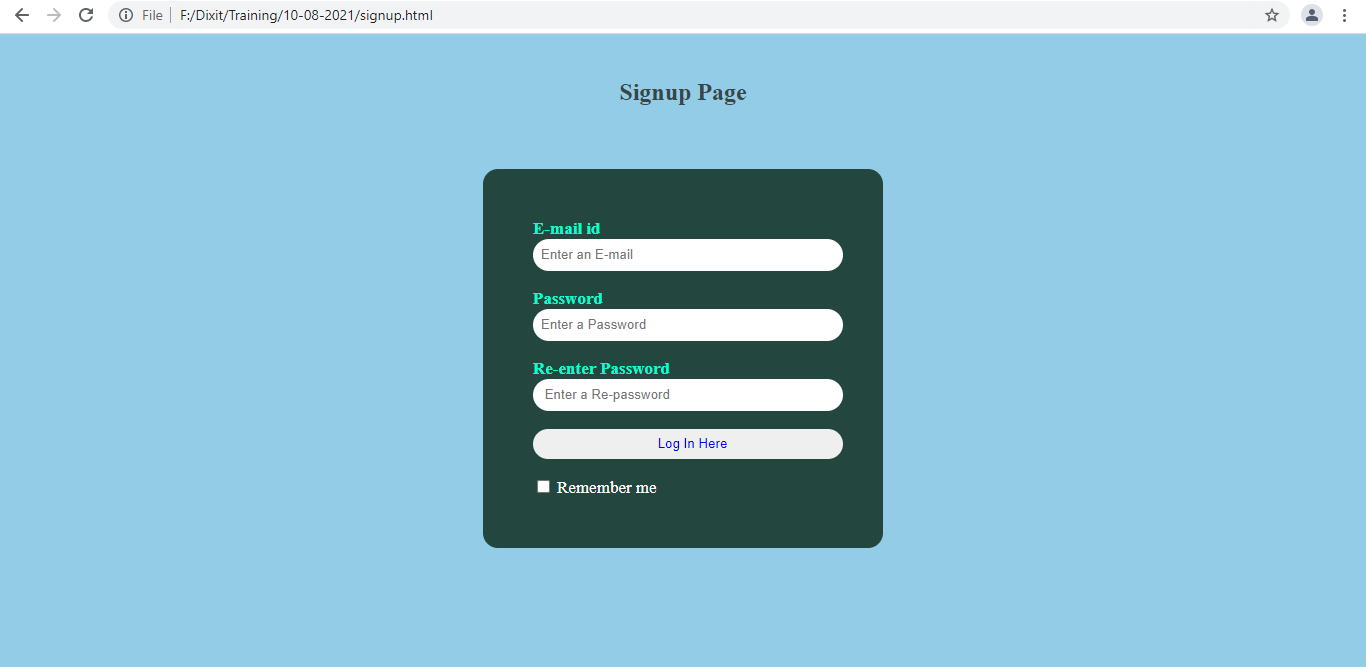 File F:/Dixit/Training/10-08-2021/signup.html
Signup Page
E-mail id
Enter an E-mail
Password
Enter a Password
Re-enter Password
Enter a Re-password
Log In Here
Remember me